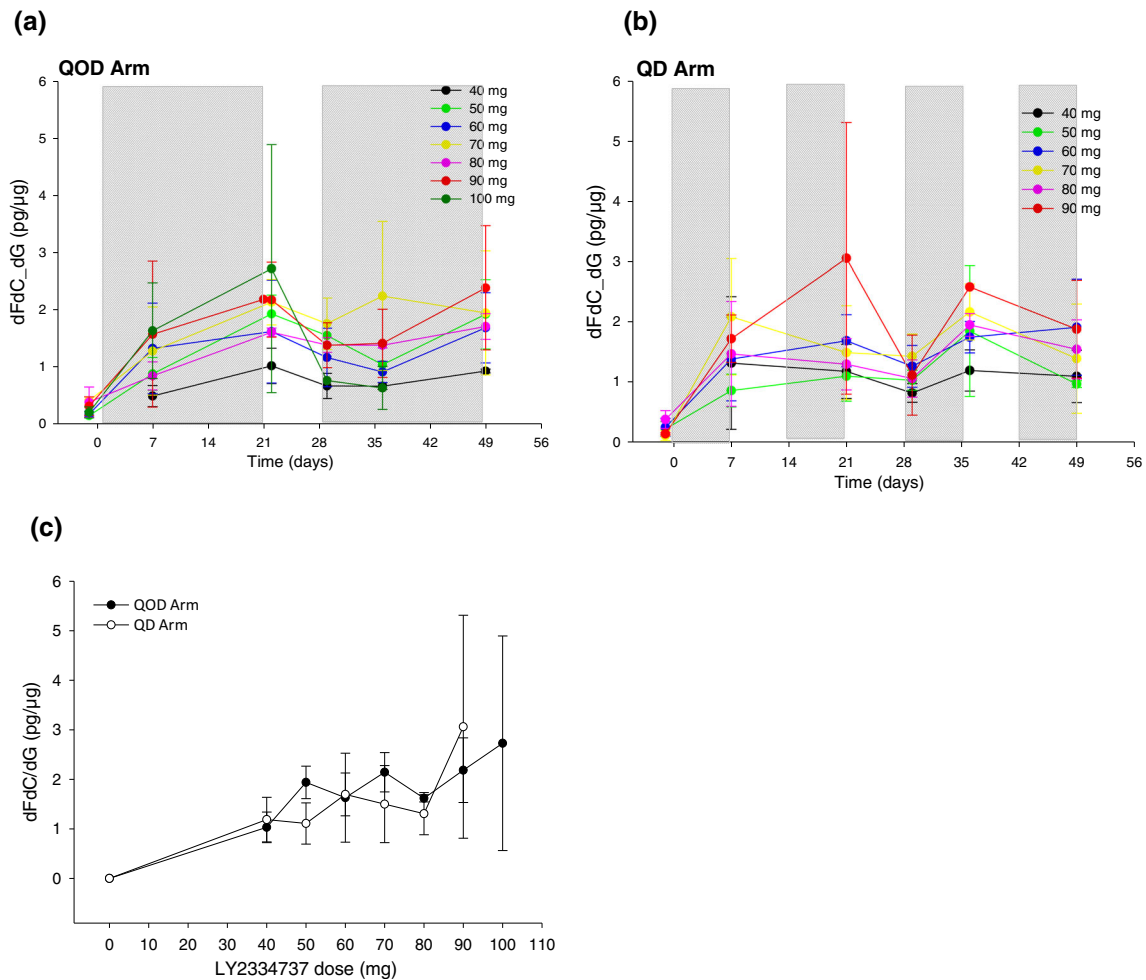 (a)
QOD Arm
dFdC_dG (pg/µg)
6
5
4
3
2
1
0
40 mg
50 mg
60 mg
70 mg
80 mg
90 mg
100 mg
0 7 14 21 28 35 42 49 56
Time (days)
(b)
QD Arm
dFdC_dG (pg/µg)
6
5
4
3
2
1
0
40 mg
50 mg
60 mg
70 mg
80 mg
90 mg
0 7 14 21 28 35 42 49 56
Time (days)
(c)
dFdC/dG (pg/µg)
6
5
4
3
2
1
0
QOD Arm
QD Arm
0 10 20 30 40 50 60 70 80 90 100 110
LY2334737 dose (mg)